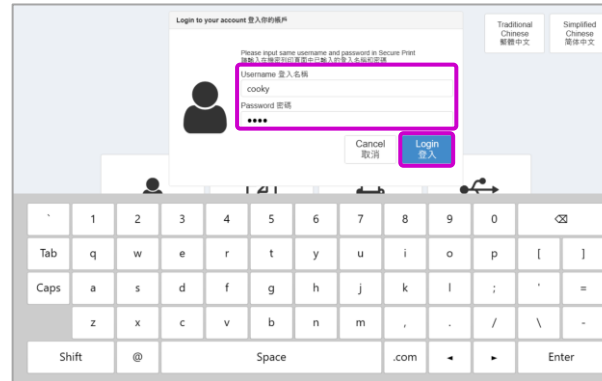 Login to your account 登入你的帳戶
Traditional
Chinese
繁體中文
Simplified
Chinese
简体中文
Please input same username and password in Secure Print
請輸入在機密列印頁面中已輸入的登入名稱和密碼
Username 登入名稱
cooky
Password 密碼
••••
Cancel
取消
Login
登入
` 1 2 3 4 5 6 7 8 9 0
Tab q w e r t y u i o p [ ]
Caps a s d f g h j k l ; ' =
z x c v b n m , . / \ -
Shift @ Space .com ◄ ► Enter